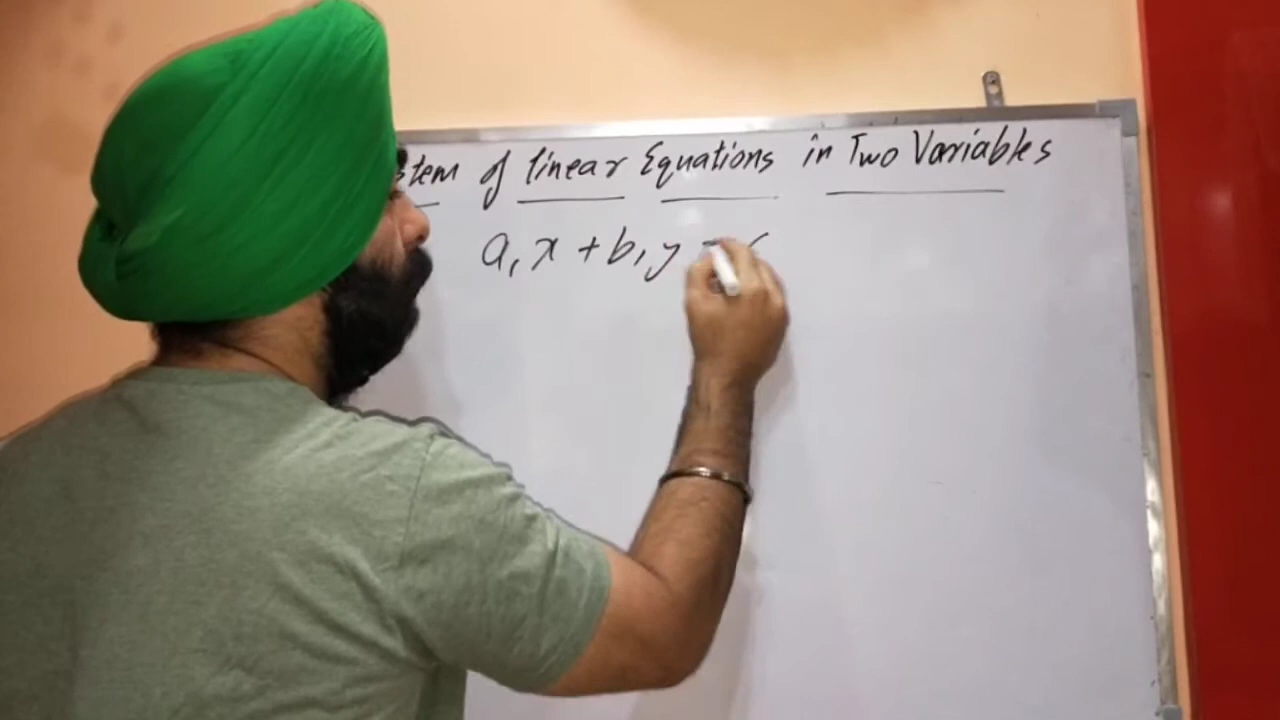 stem of linear Equations in Two Variables
a₁x + b₁y = c